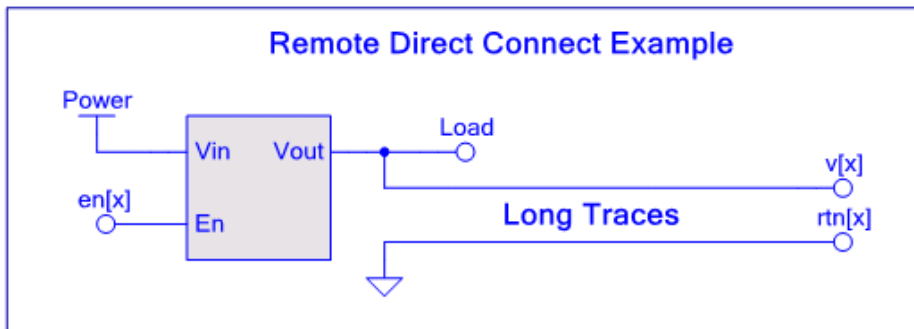 Remote Direct Connect Example
Power
Load
Vin
Vout
v[x]
en[x]
En
Long Traces
rtn[x]